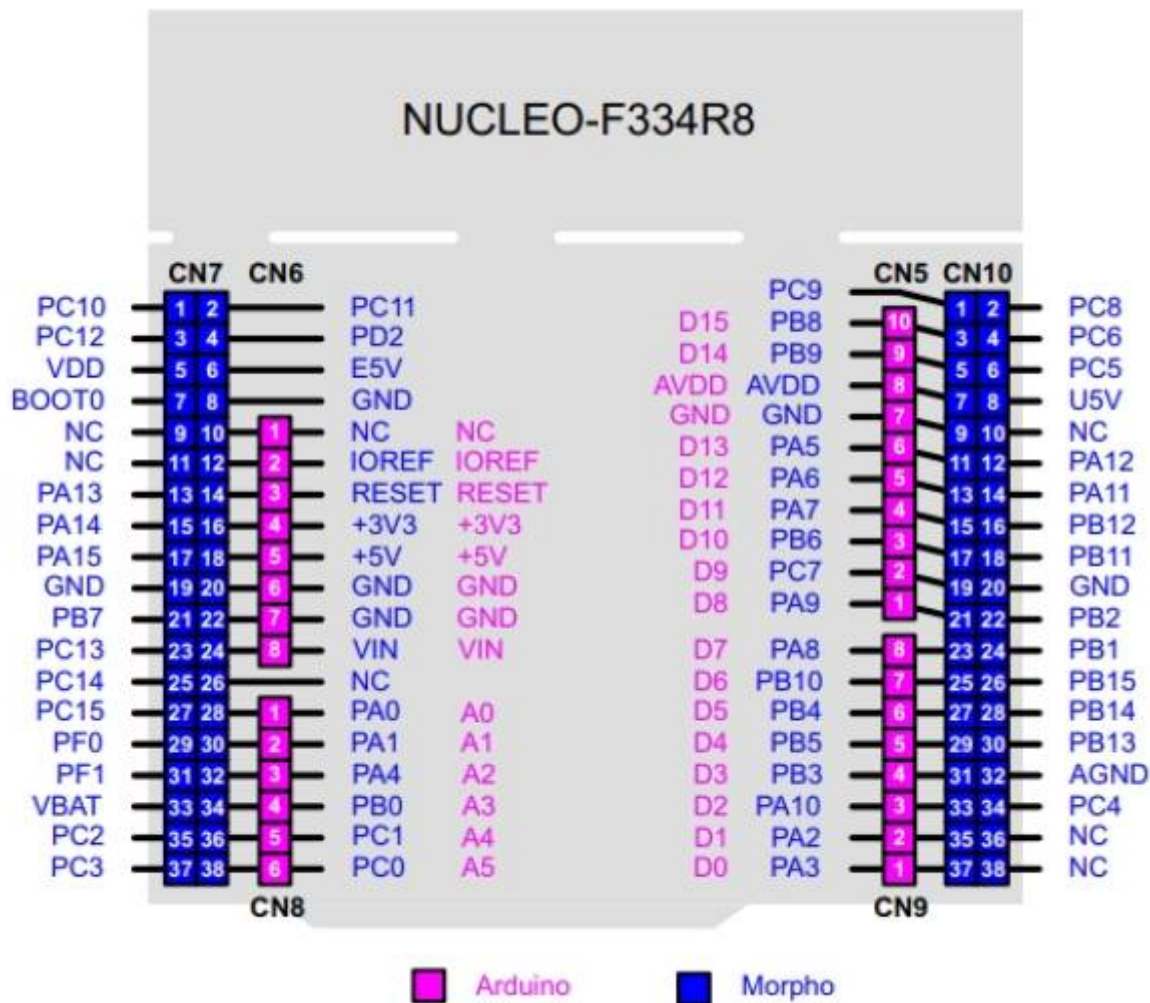 NUCLEO-F334R8
CN7 CN6 CN5 CN10
PC9
PC10 1 2 PC11 1 2 PC8
D15 PB8 10
PC12 3 4 PD2 3 4 PC6
D14 PB9 9
VDD 5 6 E5V 5 6 PC5
AVDD AVDD 8
BOOT0 7 8 GND 7 8 U5V
GND GND 7
NC 9 10 1 NC NC 9 10 NC
D13 PA5 6
NC 11 12 2 IOREF IOREF 11 12 PA12
D12 PA6 5
PA13 13 14 3 RESET RESET 13 14 PA11
D11 PA7 4
PA14 15 16 4 +3V3 +3V3 15 16 PB12
D10 PB6 3
PA15 17 18 5 +5V +5V 17 18 PB11
D9 PC7 2
GND 19 20 6 GND GND 19 20 GND
D8 PA9 1
PB7 21 22 7 GND GND 21 22 PB2
PC13 23 24 8 VIN VIN D7 PA8 8 23 24 PB1
PC14 25 26 NC D6 PB10 7 25 26 PB15
PC15 27 28 1 PA0 A0 D5 PB4 6 27 28 PB14
PF0 29 30 2 PA1 A1 D4 PB5 5 29 30 PB13
PF1 31 32 3 PA4 A2 D3 PB3 4 31 32 AGND
VBAT 33 34 4 PB0 A3 D2 PA10 3 33 34 PC4
PC2 35 36 5 PC1 A4 D1 PA2 2 35 36 NC
PC3 37 38 6 PC0 A5 D0 PA3 1 37 38 NC
CN8 CN9
Arduino Morpho